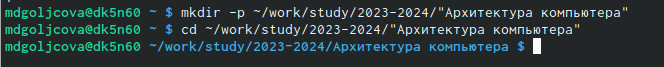 mdgoljcova@dk5n60 ~ $ mkdir -p ~/work/study/2023-2024/"Архитектура компьютера"
mdgoljcova@dk5n60 ~ $ cd ~/work/study/2023-2024/"Архитектура компьютера"
mdgoljcova@dk5n60 ~/work/study/2023-2024/Архитектура компьютера $